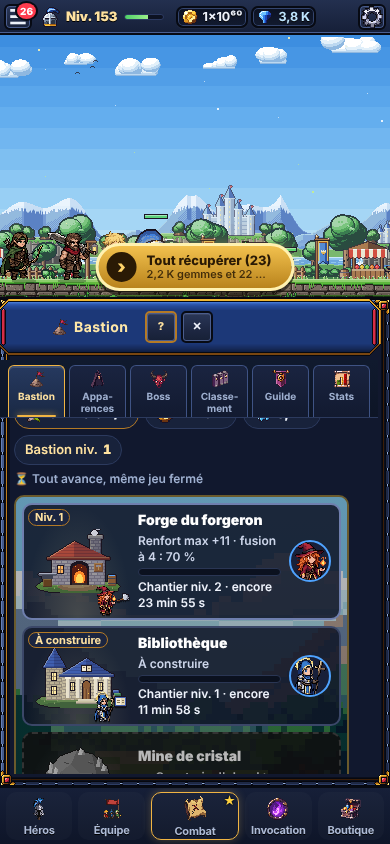 26
Niv. 153
1×10⁶⁰
3,8 K
Tout récupérer (23)
2,2 K gemmes et 22 ...
Bastion
?
×
Bastion
Appa-
rences
Boss
Classe-
ment
Guilde
Stats
Bastion niv. 1
Tout avance, même jeu fermé
Niv. 1
Forge du forgeron
Renfort max +11 · fusion
à 4 : 70 %
Chantier niv. 2 · encore
23 min 55 s
À construire
Bibliothèque
À construire
Chantier niv. 1 · encore
11 min 58 s
Mine de cristal
Héros
Équipe
Combat
Invocation
Boutique